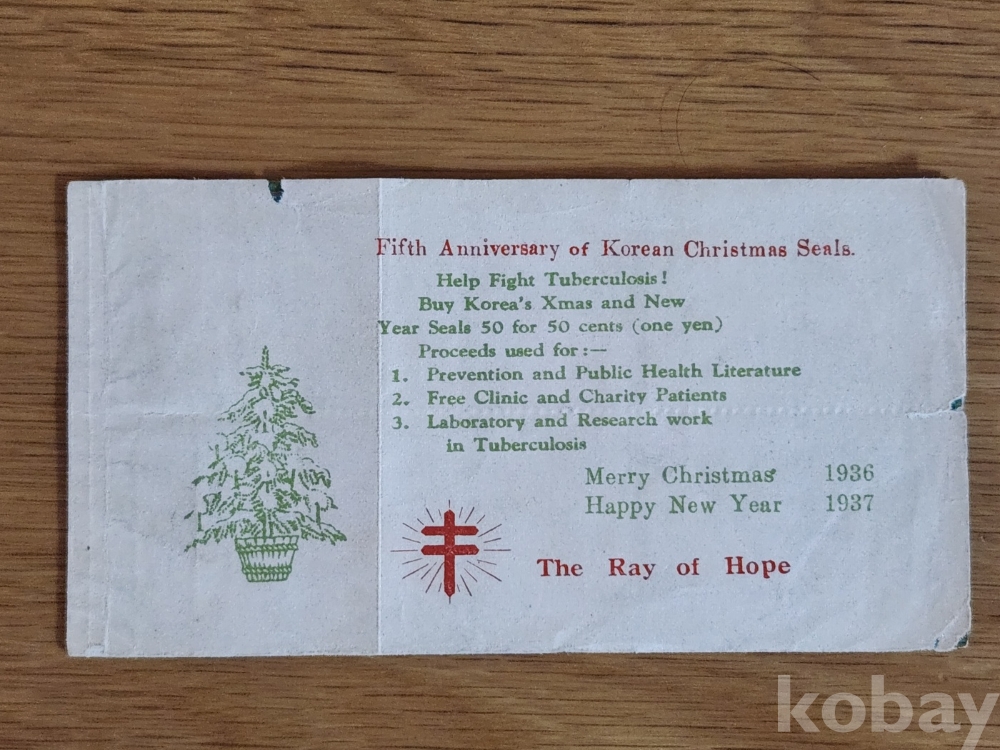 Fifth Anniversary of Korean Christmas Seals.
Help Fight Tuberculosis!
Buy Korea's Xmas and New
Year Seals 50 for 50 cents (one yen)
Proceeds used for :—
1. Prevention and Public Health Literature
2. Free Clinic and Charity Patients
3. Laboratory and Research work
in Tuberculosis
Merry Christmas 1936
Happy New Year 1937
The Ray of Hope
kobay